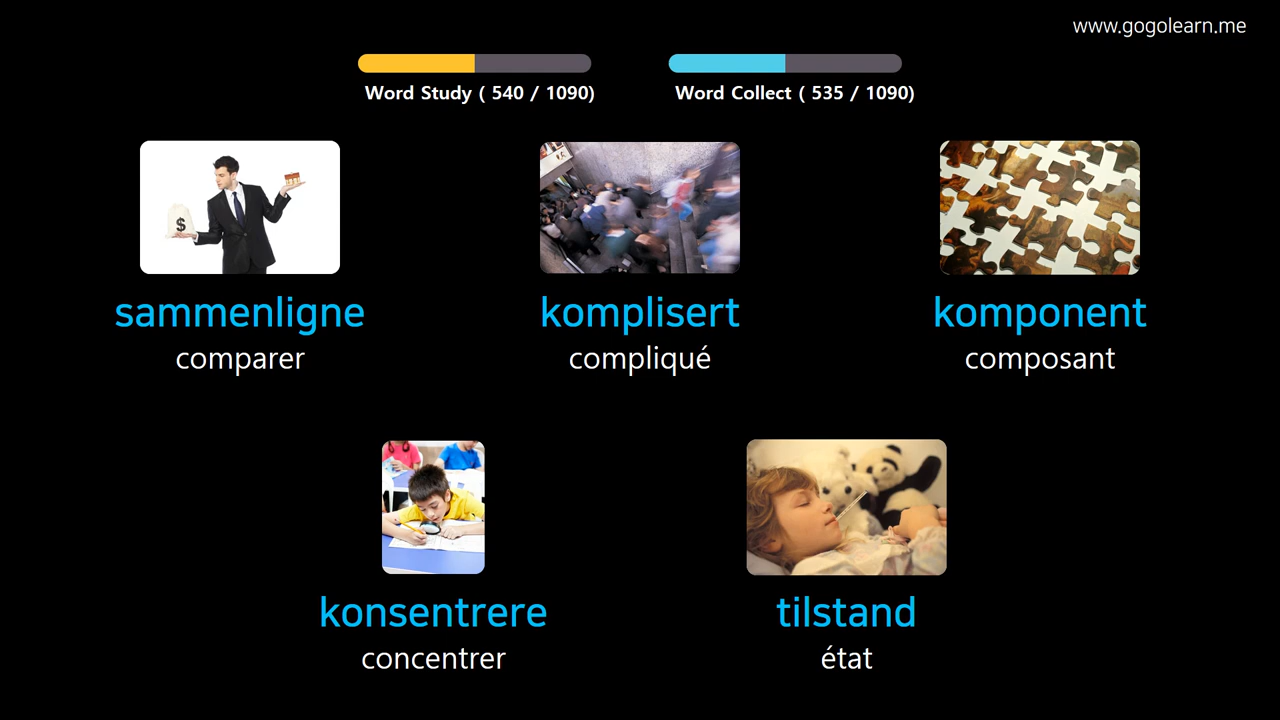 www.gogolearn.me
Word Study ( 540 / 1090)
Word Collect ( 535 / 1090)
$
sammenligne
komplisert
komponent
comparer
compliqué
composant
konsentrere
tilstand
concentrer
état